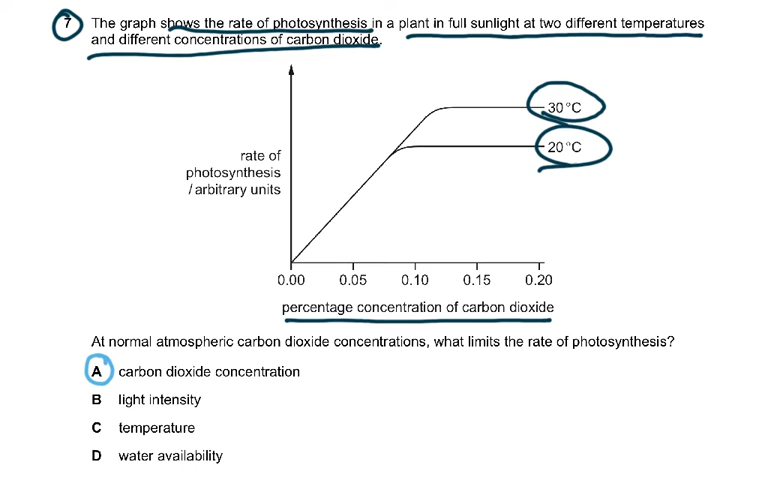 7 The graph shows the rate of photosynthesis in a plant in full sunlight at two different temperatures
and different concentrations of carbon dioxide.
30 °C
20 °C
rate of
photosynthesis
/ arbitrary units
0.00 0.05 0.10 0.15 0.20
percentage concentration of carbon dioxide
At normal atmospheric carbon dioxide concentrations, what limits the rate of photosynthesis?
A carbon dioxide concentration
B light intensity
C temperature
D water availability